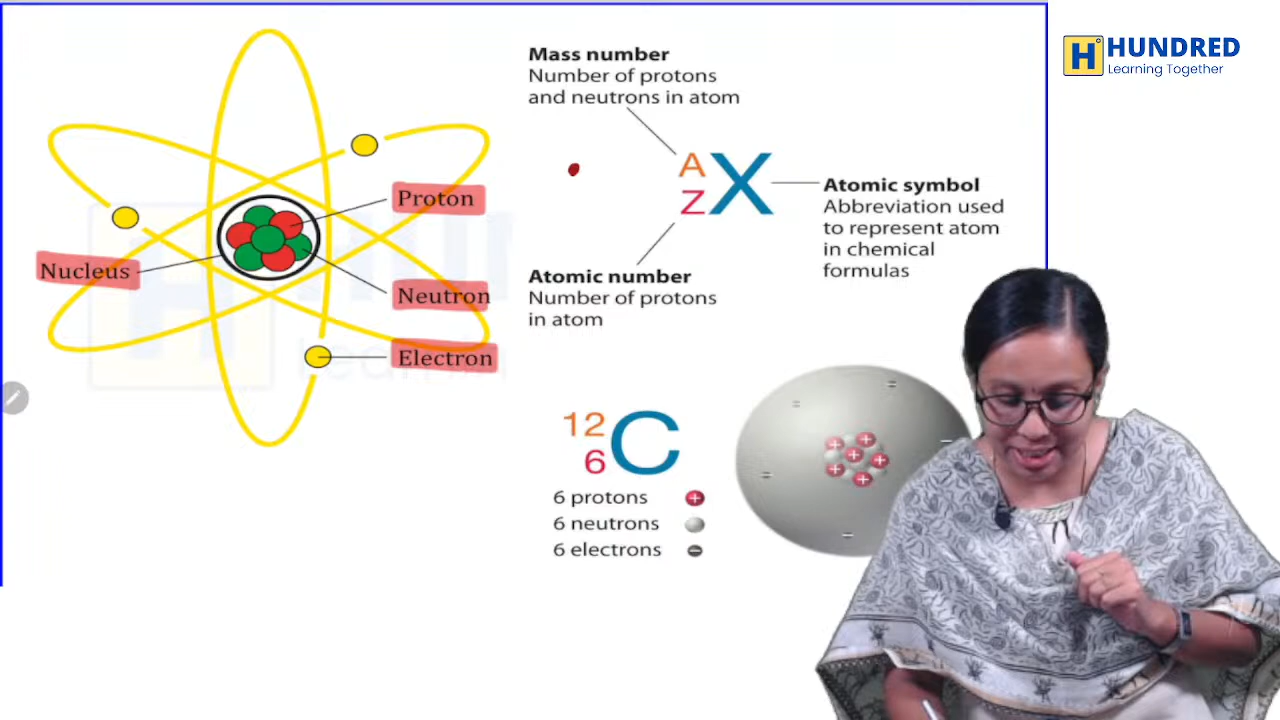 H HUNDRED
Learning Together
Mass number
Number of protons
and neutrons in atom
A
Z
X
Atomic symbol
Abbreviation used
to represent atom
in chemical
formulas
Atomic number
Number of protons
in atom
Proton
Nucleus
Neutron
Electron
12
6
C
6 protons +
6 neutrons
6 electrons −